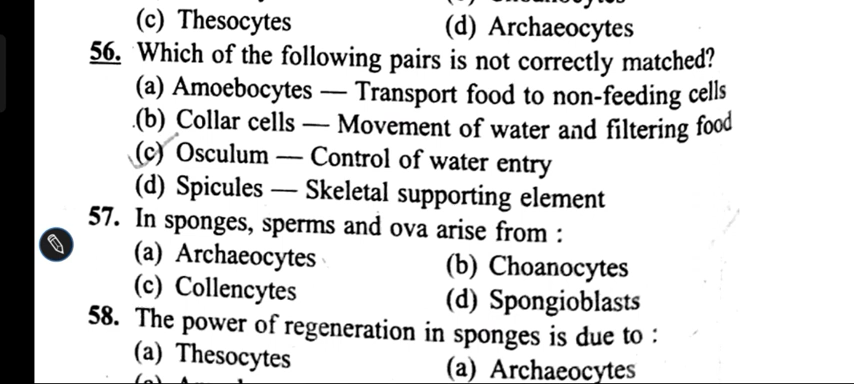 (c) Thesocytes (d) Archaeocytes
56. Which of the following pairs is not correctly matched?
(a) Amoebocytes — Transport food to non-feeding cells
(b) Collar cells — Movement of water and filtering food
(c) Osculum — Control of water entry
(d) Spicules — Skeletal supporting element
57. In sponges, sperms and ova arise from :
(a) Archaeocytes (b) Choanocytes
(c) Collencytes (d) Spongioblasts
58. The power of regeneration in sponges is due to :
(a) Thesocytes (a) Archaeocytes